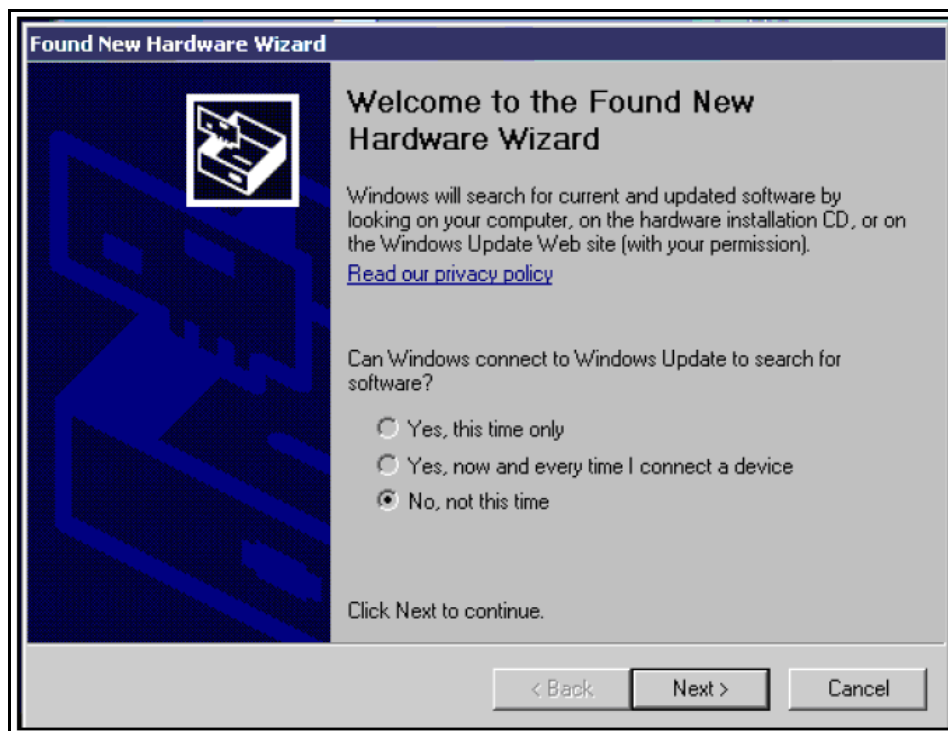 Found New Hardware Wizard
Welcome to the Found New
Hardware Wizard
Windows will search for current and updated software by
looking on your computer, on the hardware installation CD, or on
the Windows Update Web site (with your permission).
Read our privacy policy
Can Windows connect to Windows Update to search for
software?
Yes, this time only
Yes, now and every time I connect a device
No, not this time
Click Next to continue.
< Back
Next >
Cancel